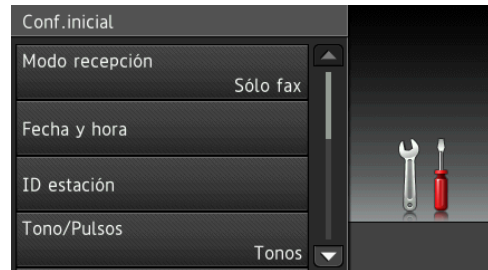 Conf.inicial
Modo recepción
Sólo fax
Fecha y hora
ID estación
Tono/Pulsos
Tonos